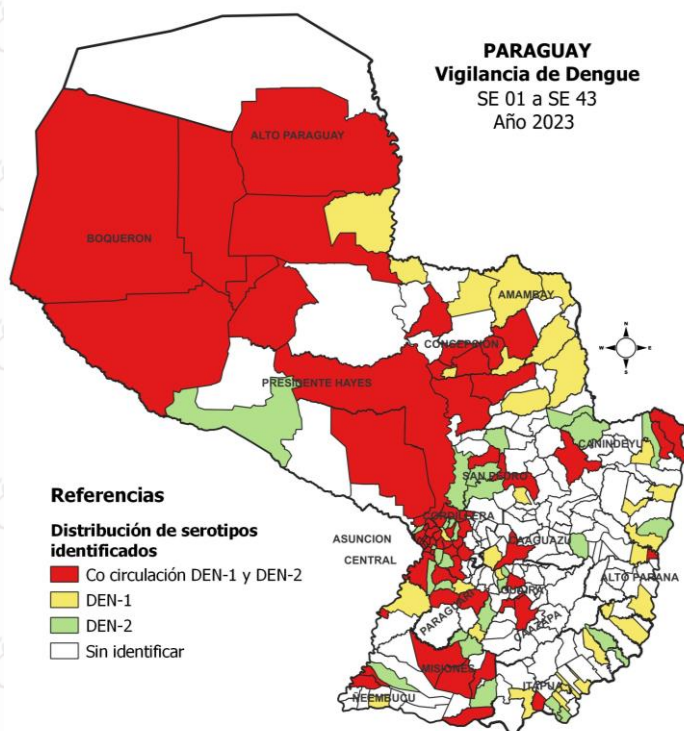 PARAGUAY
Vigilancia de Dengue
SE 01 a SE 43
Año 2023
ALTO PARAGUAY
BOQUERON
AMAMBAY
CONCEPCION
N
W
E
S
PRESIDENTE HAYES
CANINDEYU
SAN PEDRO
Referencias
Distribución de serotipos
identificados
Co circulación DEN-1 y DEN-2
DEN-1
DEN-2
Sin identificar
CORDILLERA
ASUNCION
CENTRAL
CAAGUAZU
ALTO PARANA
GUAIRA
PARAGUARI
CAAZAPA
MISIONES
ITAPUA
ÑEEMBUCU